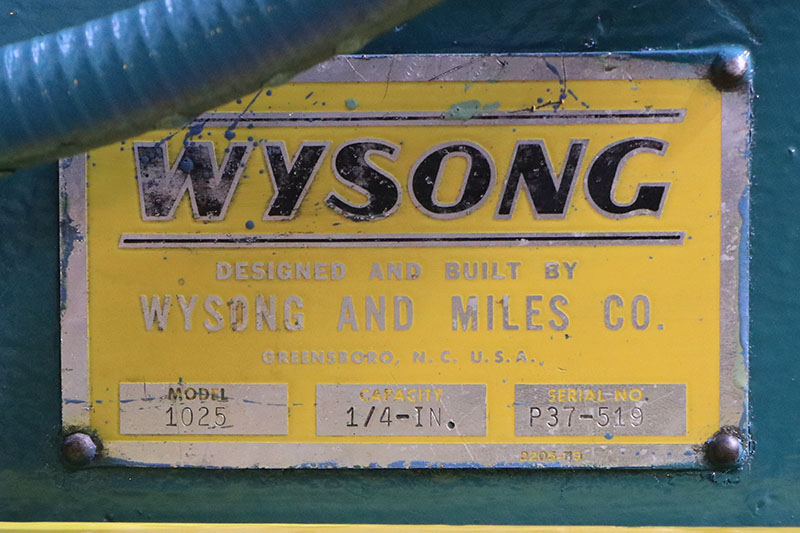 WYSONG
DESIGNED AND BUILT BY
WYSONG AND MILES CO.
GREENSBORO, N.C. U.S.A.
MODEL CAPACITY SERIAL NO.
1025 1/4-IN. P37-519